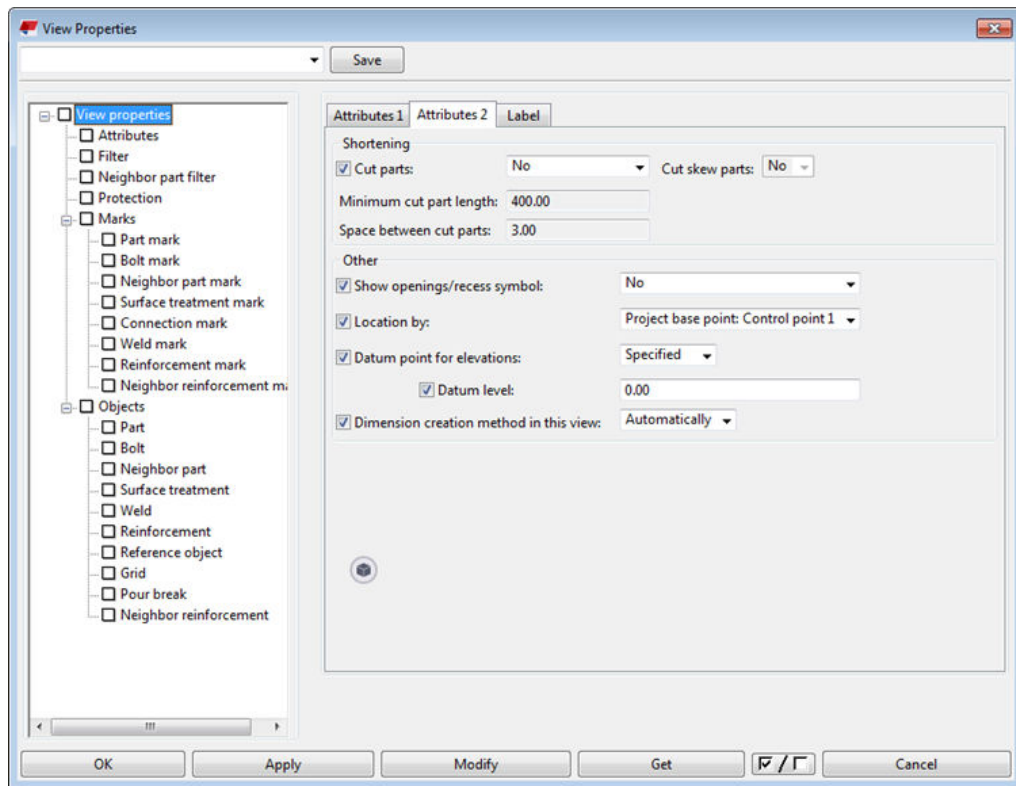 View Properties
Save
View properties
Attributes
Filter
Neighbor part filter
Protection
Marks
Part mark
Bolt mark
Neighbor part mark
Surface treatment mark
Connection mark
Weld mark
Reinforcement mark
Neighbor reinforcement ma
Objects
Part
Bolt
Neighbor part
Surface treatment
Weld
Reinforcement
Reference object
Grid
Pour break
Neighbor reinforcement
Attributes 1 Attributes 2 Label
Shortening
Cut parts: No Cut skew parts: No
Minimum cut part length: 400.00
Space between cut parts: 3.00
Other
Show openings/recess symbol: No
Location by: Project base point: Control point 1
Datum point for elevations: Specified
Datum level: 0.00
Dimension creation method in this view: Automatically
OK Apply Modify Get / Cancel